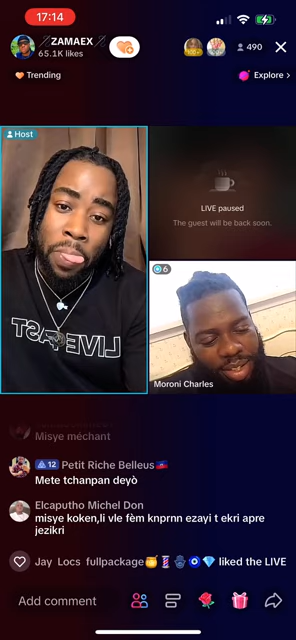 17:14
ZAMAEX
65.1K likes
490
Trending
Explore >
Host
LIVE paused
The guest will be back soon.
6
LIVE FAST
Moroni Charles
Misye méchant
12 Petit Riche Belleus🇭🇹
Mete tchanpan deyò
Elcaputho Michel Don
misye koken,li vle fèm knprnn ezayi t ekri apre
jezikri
Jay Locs fullpackage🍯💈🧿💎 liked the LIVE
Add comment